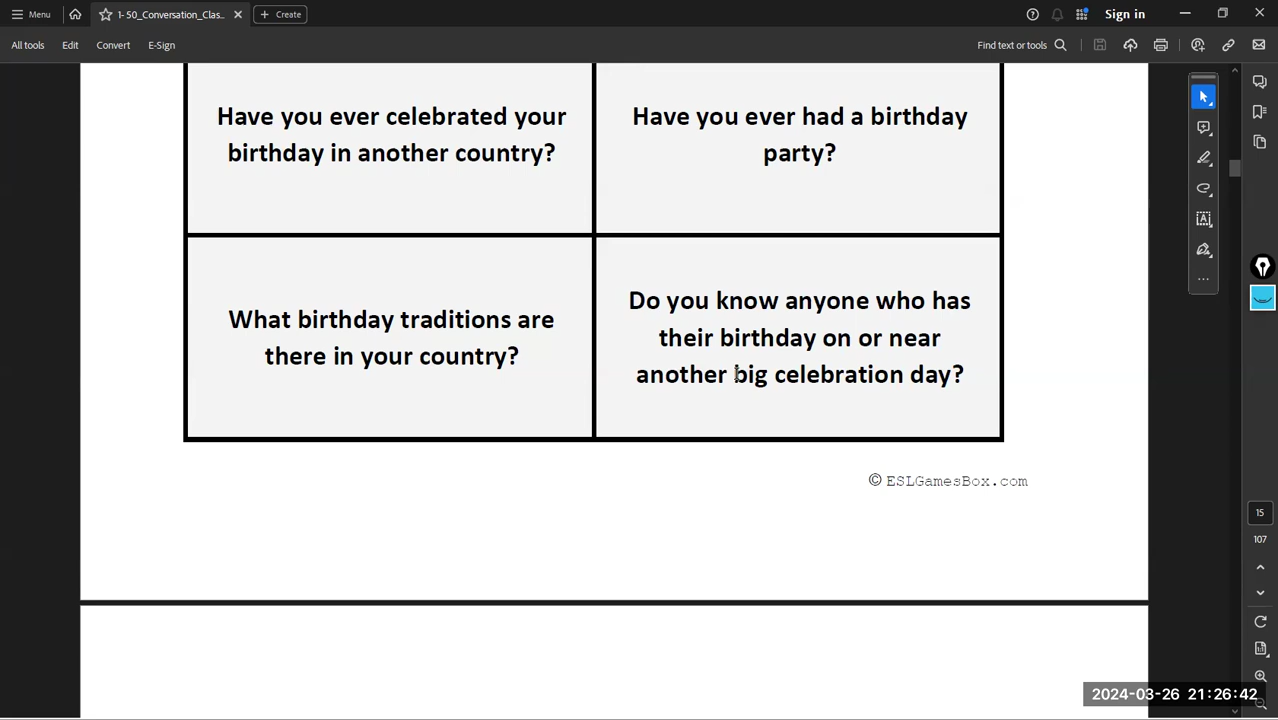 Menu
1- 50_Conversation_Clas...
Create
Sign in
All tools
Edit
Convert
E-Sign
Find text or tools
Have you ever celebrated your
birthday in another country?
Have you ever had a birthday
party?
What birthday traditions are
there in your country?
Do you know anyone who has
their birthday on or near
another big celebration day?
© ESLGamesBox.com
15
107
2024-03-26 21:26:42